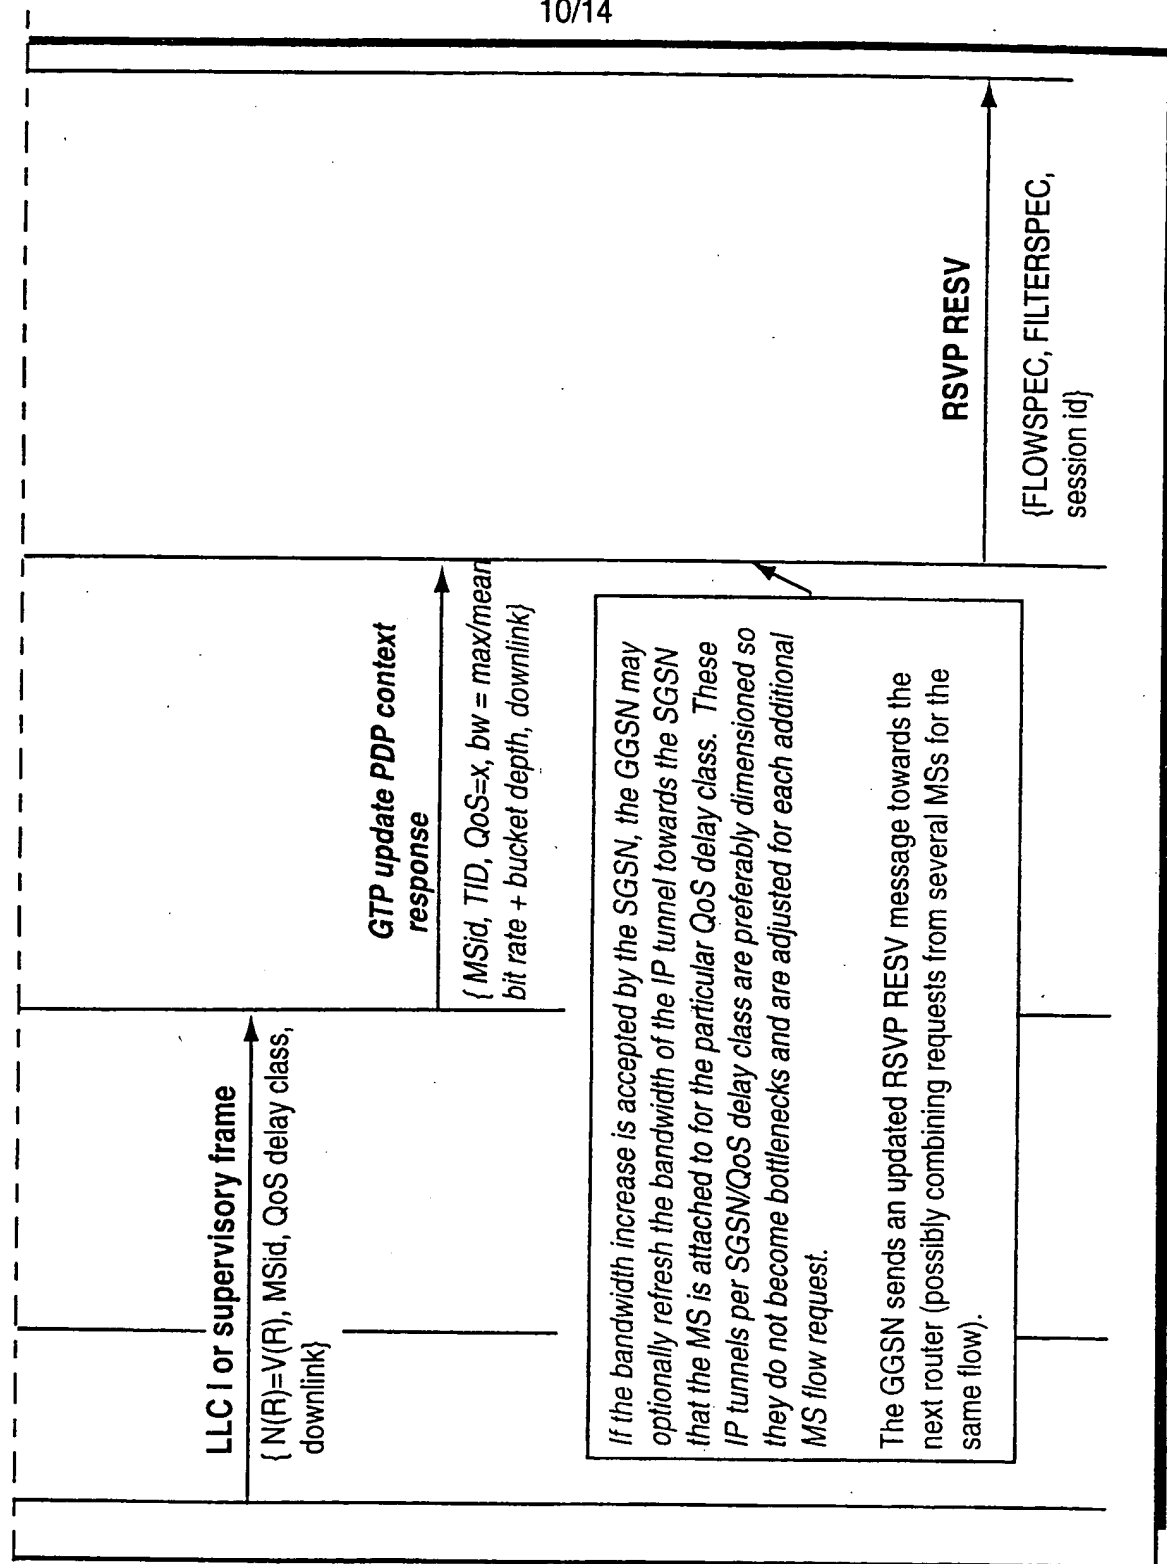 10/14
LLC I or supervisory frame
{ N(R)=V(R), MSid, QoS delay class,
downlink}
GTP update PDP context
response
{ MSid, TID, QoS=x, bw = max/mean
bit rate + bucket depth, downlink}
If the bandwidth increase is accepted by the SGSN, the GGSN may
optionally refresh the bandwidth of the IP tunnel towards the SGSN
that the MS is attached to for the particular QoS delay class. These
IP tunnels per SGSN/QoS delay class are preferably dimensioned so
they do not become bottlenecks and are adjusted for each additional
MS flow request.
The GGSN sends an updated RSVP RESV message towards the
next router (possibly combining requests from several MSs for the
same flow).
RSVP RESV
{FLOWSPEC, FILTERSPEC,
session id}